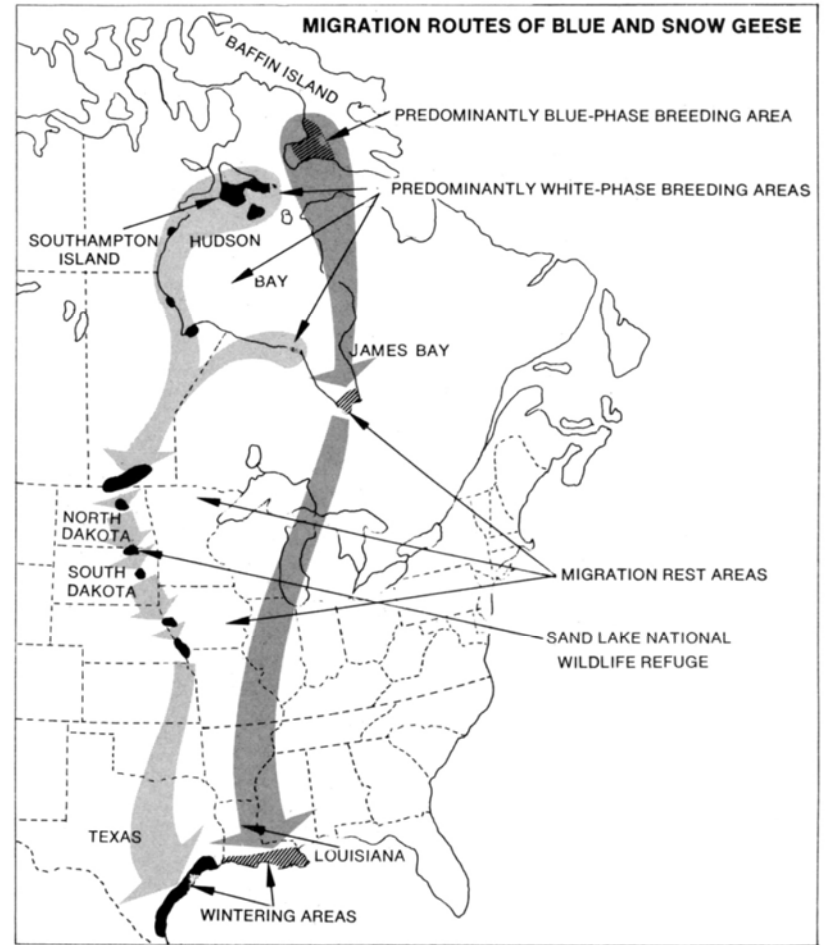 MIGRATION ROUTES OF BLUE AND SNOW GEESE
BAFFIN ISLAND
PREDOMINANTLY BLUE-PHASE BREEDING AREA
PREDOMINANTLY WHITE-PHASE BREEDING AREAS
SOUTHAMPTON
ISLAND
HUDSON
BAY
JAMES BAY
NORTH
DAKOTA
SOUTH
DAKOTA
MIGRATION REST AREAS
SAND LAKE NATIONAL
WILDLIFE REFUGE
TEXAS
LOUISIANA
WINTERING AREAS